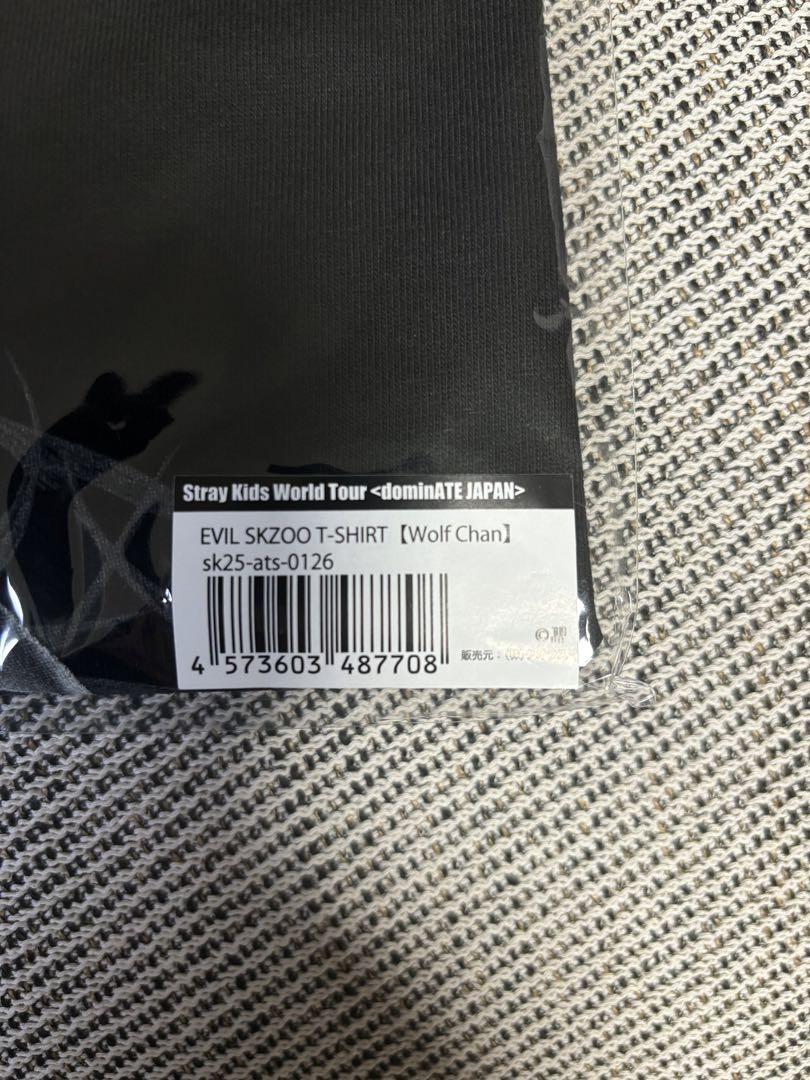 Stray Kids World Tour <dominATE JAPAN>
EVIL SKZOO T-SHIRT【Wolf Chan】
sk25-ats-0126
4 573603 487708
©
販売元：